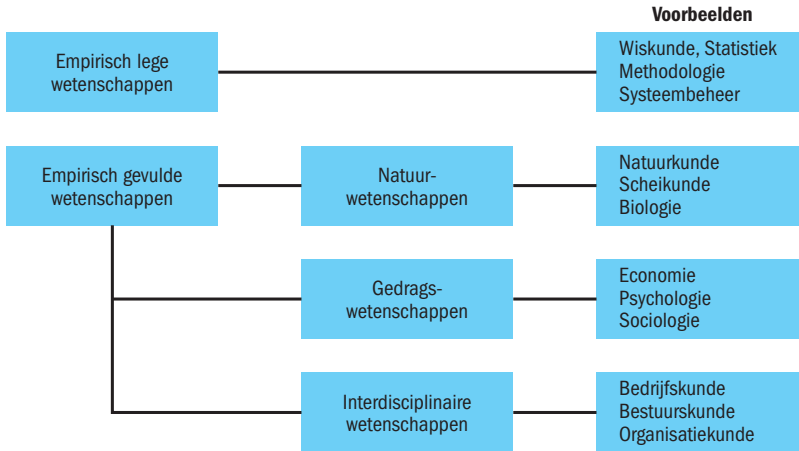 Voorbeelden
Empirisch lege
wetenschappen
Wiskunde, Statistiek
Methodologie
Systeembeheer
Empirisch gevulde
wetenschappen
Natuur-
wetenschappen
Natuurkunde
Scheikunde
Biologie
Gedrags-
wetenschappen
Economie
Psychologie
Sociologie
Interdisciplinaire
wetenschappen
Bedrijfskunde
Bestuurskunde
Organisatiekunde